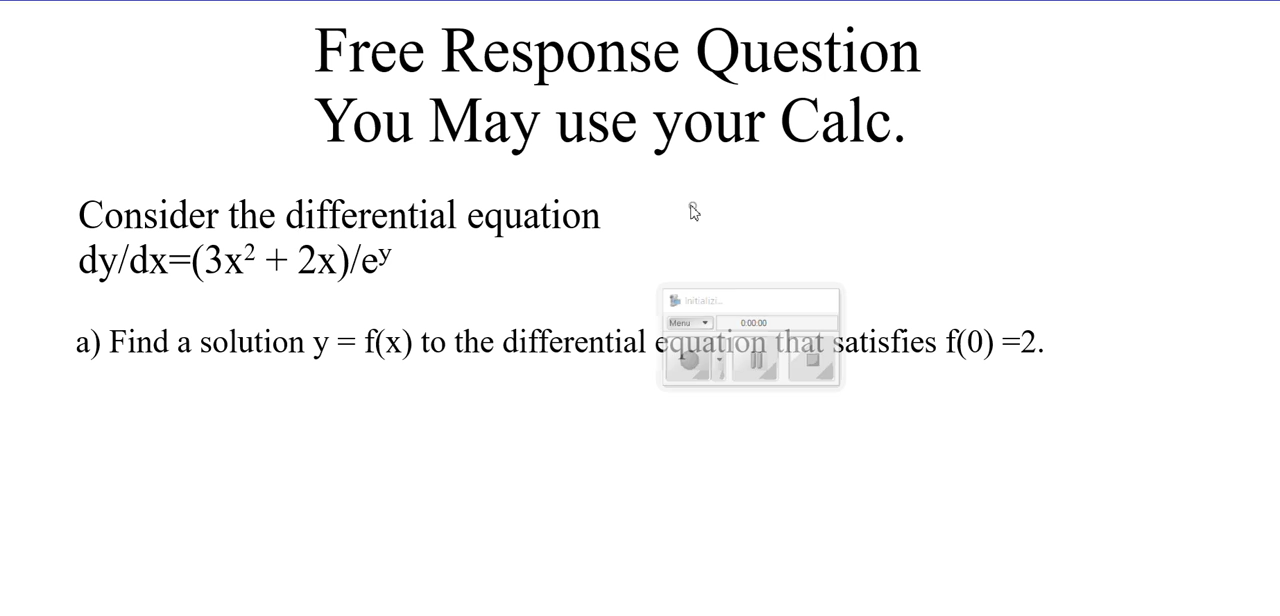 Free Response Question
You May use your Calc.
Consider the differential equation
dy/dx=(3x² + 2x)/eʸ
Initializi...
Menu 0:00:00
a) Find a solution y = f(x) to the differential equation that satisfies f(0) =2.